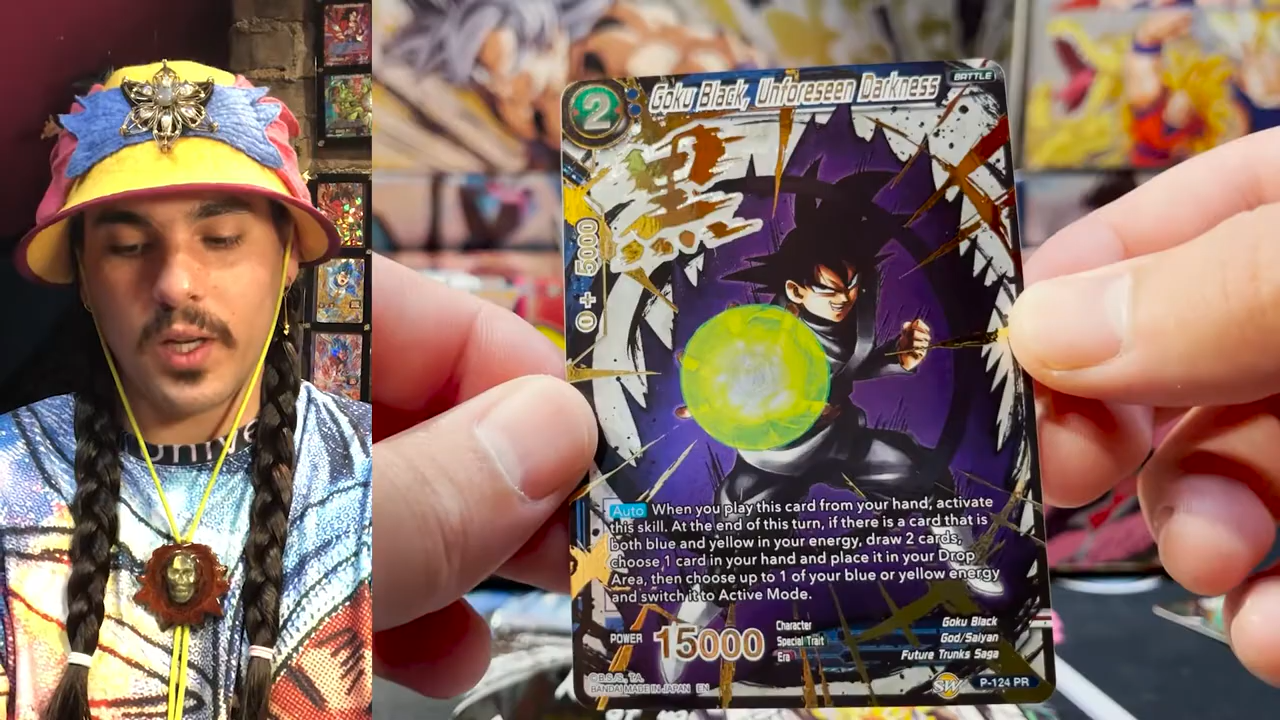 2
Goku Black, Unforeseen Darkness
BATTLE
0+ 5000
Auto When you play this card from your hand, activate
this skill. At the end of this turn, if there is a card that is
both blue and yellow in your energy, draw 2 cards,
choose 1 card in your hand and place it in your Drop
Area, then choose up to 1 of your blue or yellow energy
and switch it to Active Mode.
POWER 15000
Character Goku Black
Special Trait God/Saiyan
Era Future Trunks Saga
©B.S./S., T.A.
BANDAI MADE IN JAPAN EN
SW P-124 PR